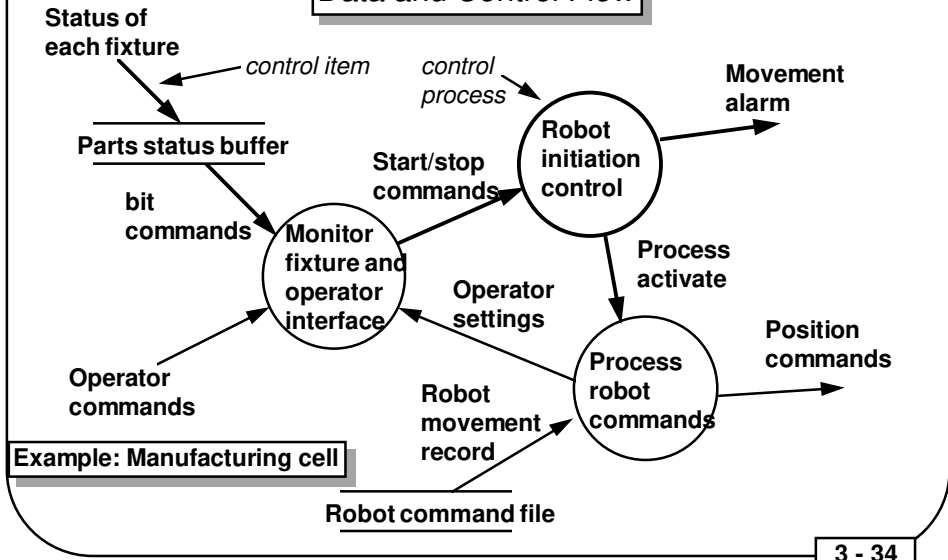 Data and Control Flow
Status of
each fixture
control item
control
process
Movement
alarm
Parts status buffer
Robot
initiation
control
Start/stop
commands
bit
commands
Monitor
fixture and
operator
interface
Process
activate
Operator
settings
Position
commands
Operator
commands
Process
robot
commands
Robot
movement
record
Example: Manufacturing cell
Robot command file
3 - 34